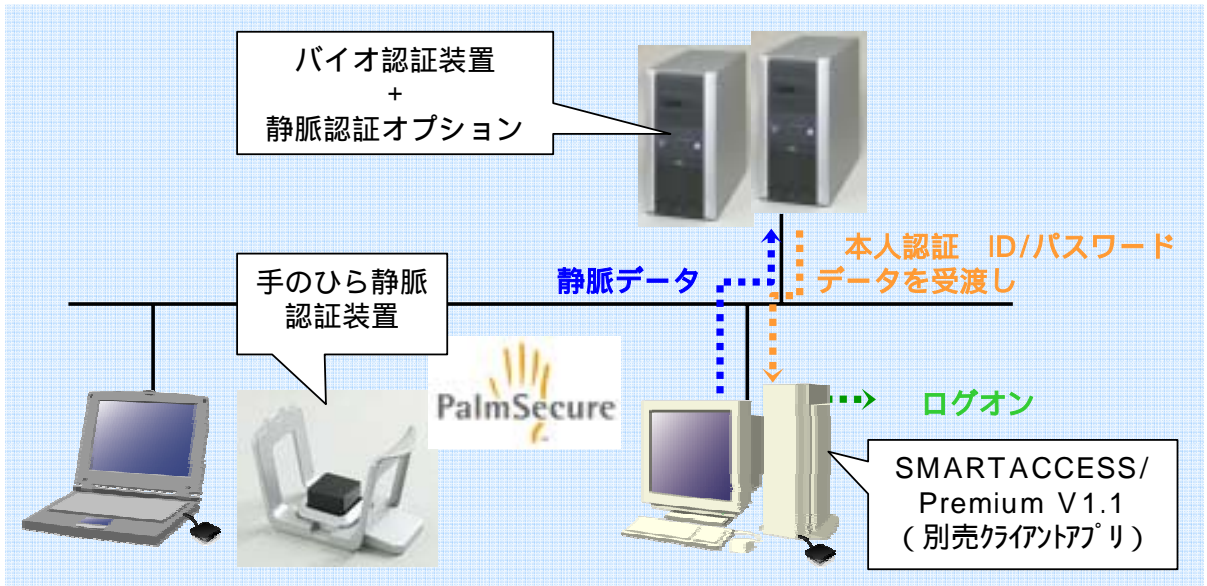 バイオ認証装置
+
静脈認証オプション
本人認証 ID/パスワード
データを受渡し
静脈データ
手のひら静脈
認証装置
PalmSecure
ログオン
SMARTACCESS/
Premium V1.1
(別売クライアントアプリ)